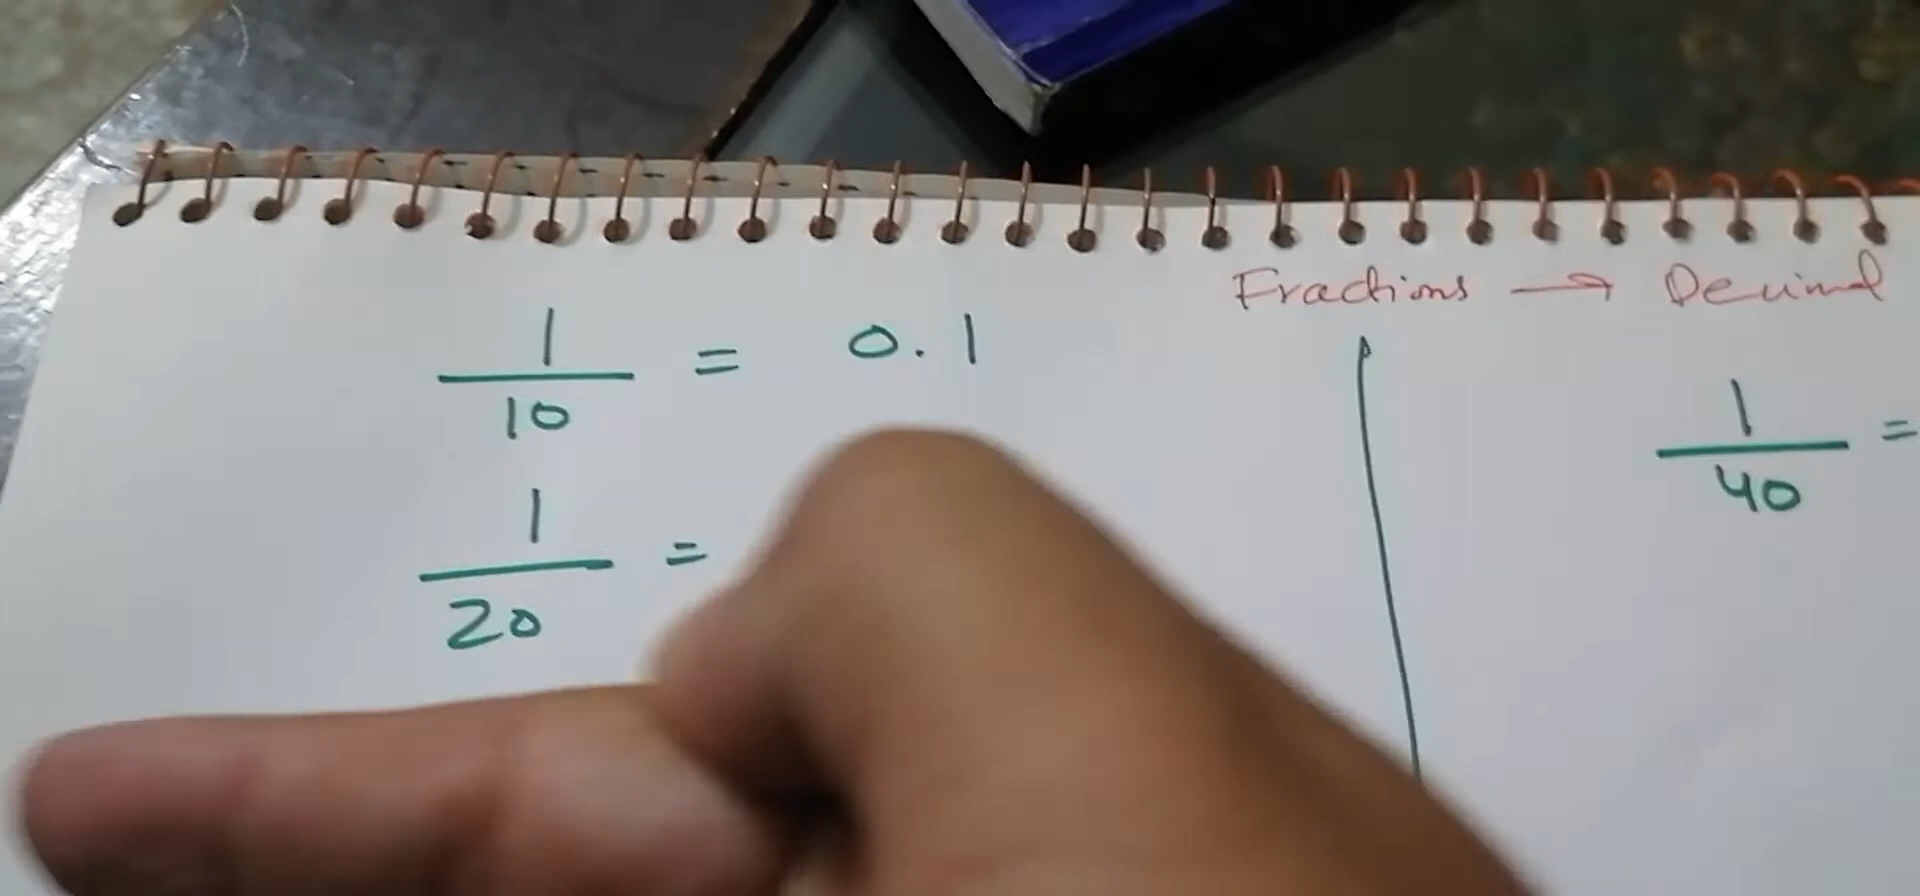 Fractions → Decimal
1/10 = 0.1
1/20 =
1/40 =